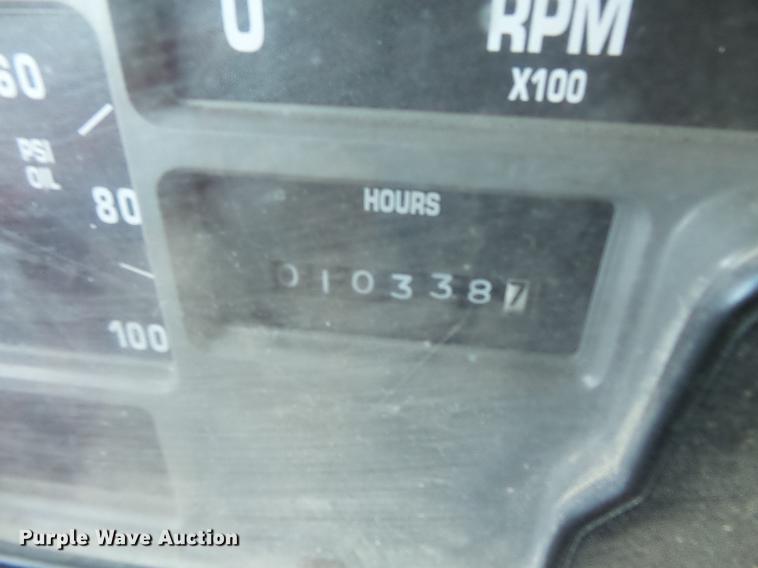 0
RPM
X100
60
PSI
OIL
80
100
HOURS
0103387
Purple Wave Auction